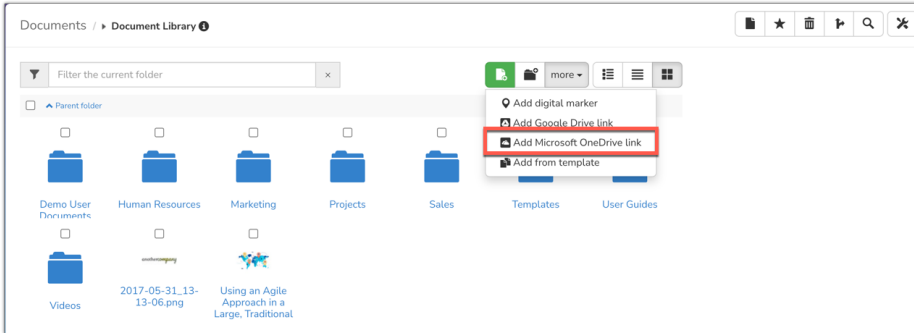 Documents / ▸ Document Library
Filter the current folder ×
more
Add digital marker
Parent folder
Add Google Drive link
Add Microsoft OneDrive link
Add from template
Demo User Documents
Human Resources
Marketing
Projects
Sales
Templates
User Guides
Videos
2017-05-31_13-
13-06.png
Using an Agile
Approach in a
Large, Traditional